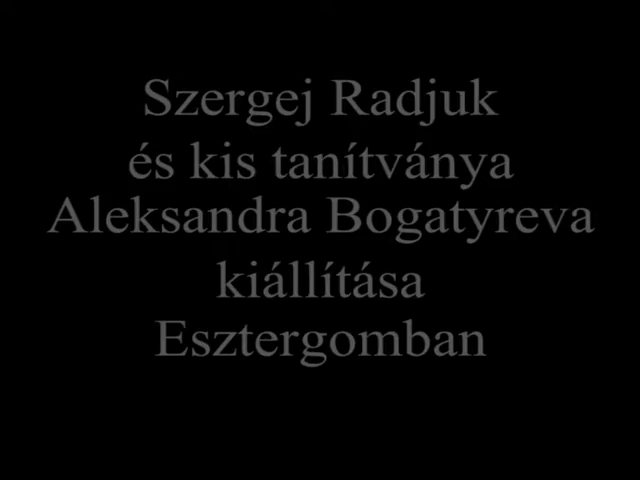 Szergej Radjuk
és kis tanítványa
Aleksandra Bogatyreva
kiállítása
Esztergomban